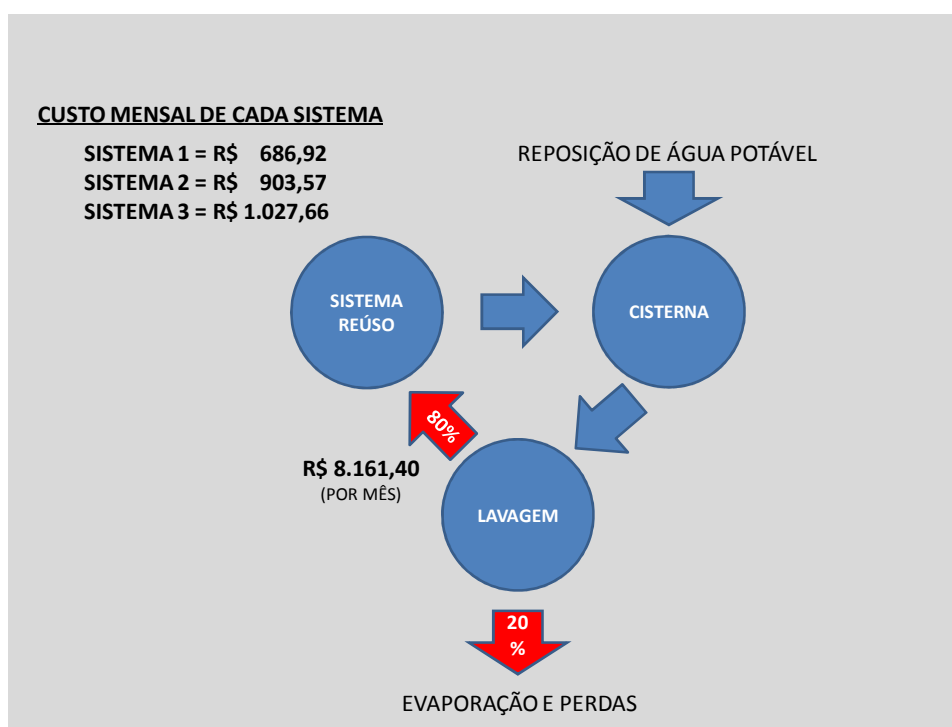 CUSTO MENSAL DE CADA SISTEMA
SISTEMA 1 = R$ 686,92
SISTEMA 2 = R$ 903,57
SISTEMA 3 = R$ 1.027,66
REPOSIÇÃO DE ÁGUA POTÁVEL
SISTEMA
REÚSO
CISTERNA
80%
R$ 8.161,40
(POR MÊS)
LAVAGEM
20
%
EVAPORAÇÃO E PERDAS